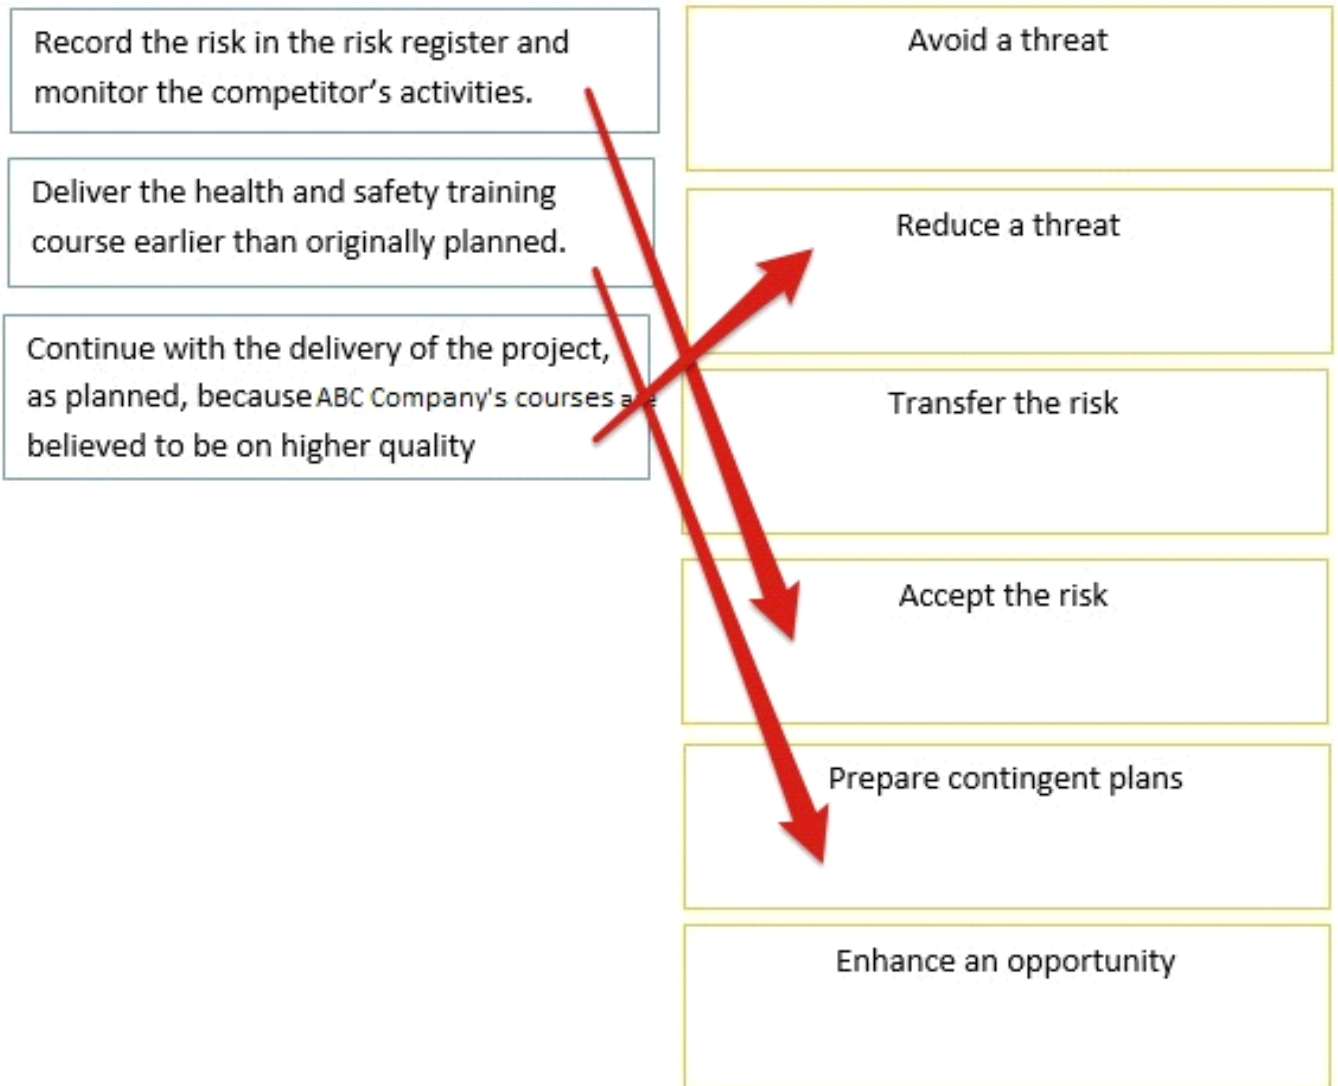 Record the risk in the risk register and
monitor the competitor's activities.
Deliver the health and safety training
course earlier than originally planned.
Continue with the delivery of the project,
as planned, because ABC Company's courses are
believed to be on higher quality
Avoid a threat
Reduce a threat
Transfer the risk
Accept the risk
Prepare contingent plans
Enhance an opportunity